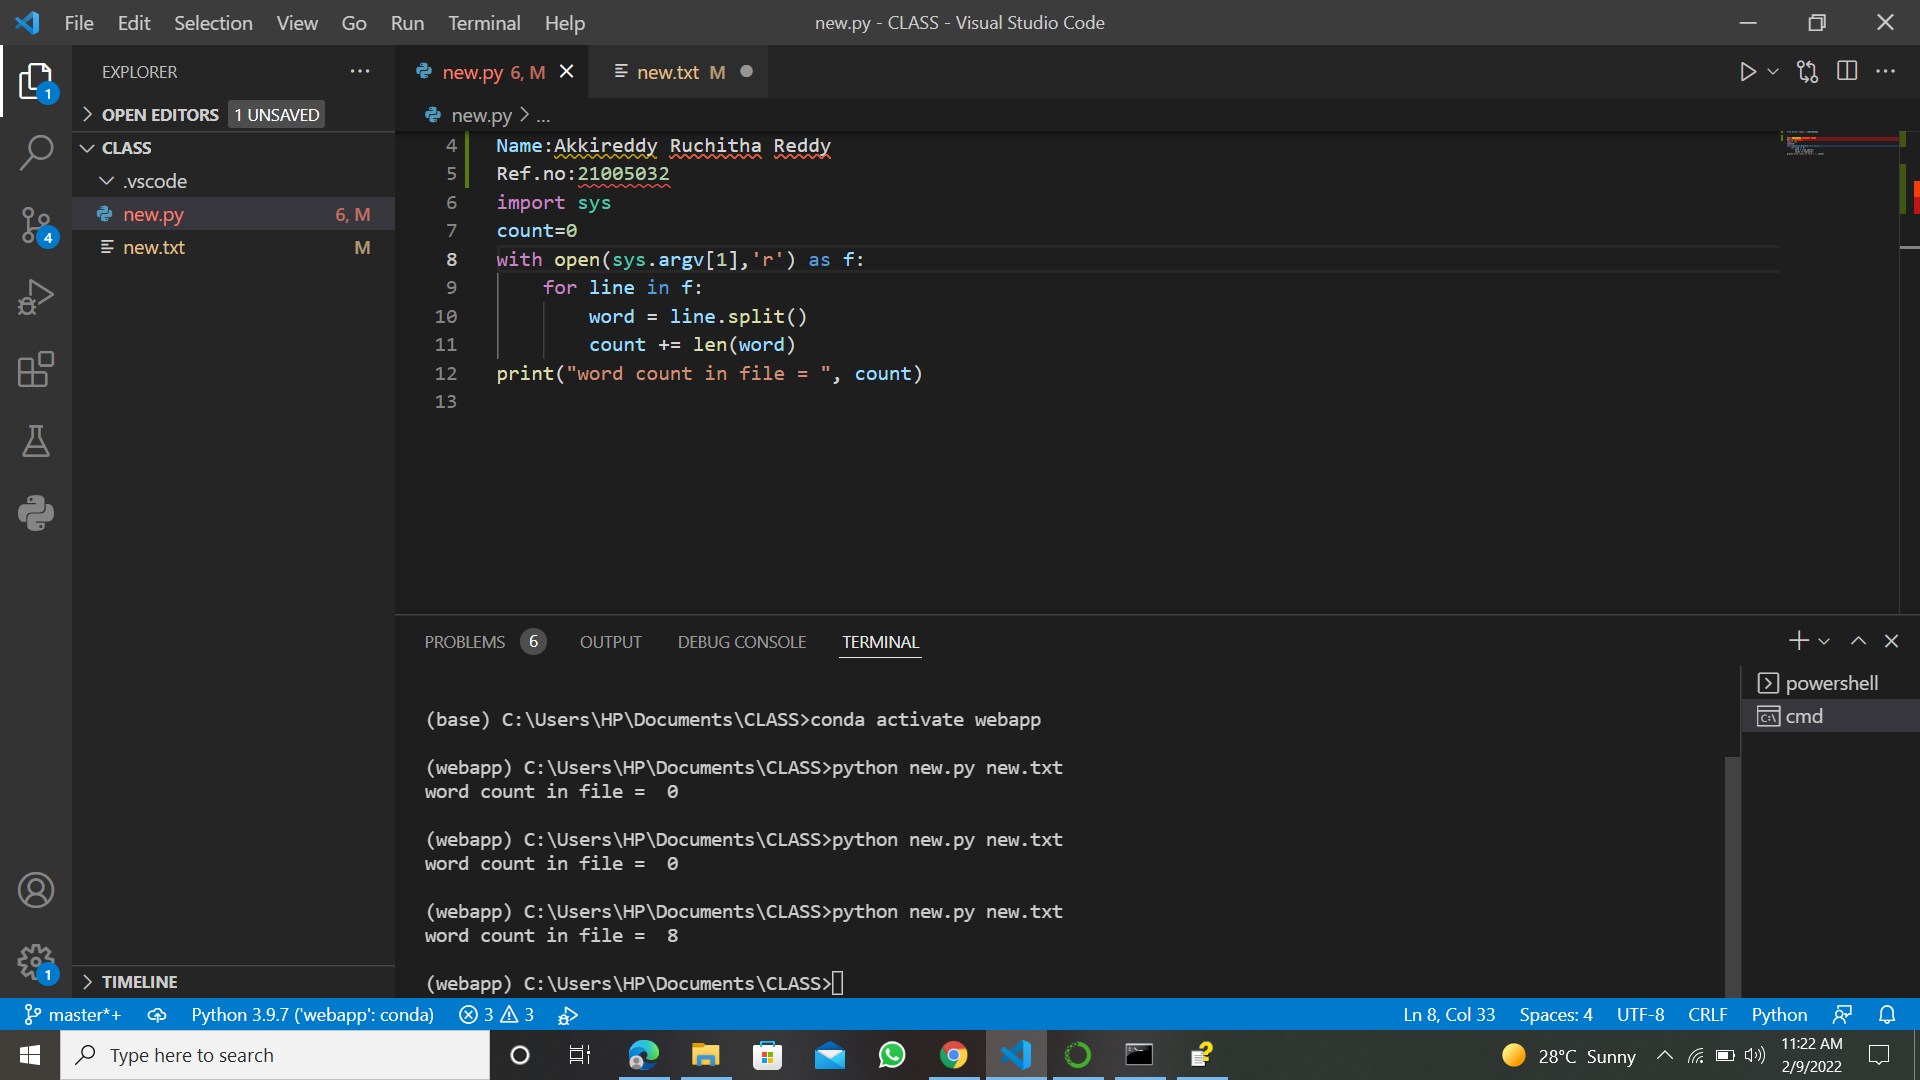 File Edit Selection View Go Run Terminal Help
new.py - CLASS - Visual Studio Code
EXPLORER
OPEN EDITORS 1 UNSAVED
CLASS
.vscode
new.py 6, M
new.txt M
TIMELINE
1
4
1
new.py 6, M
new.txt M
new.py > ...
4 Name:Akkireddy Ruchitha Reddy
5 Ref.no:21005032
6 import sys
7 count=0
8 with open(sys.argv[1],'r') as f:
9 for line in f:
10 word = line.split()
11 count += len(word)
12 print("word count in file = ", count)
13
PROBLEMS 6 OUTPUT DEBUG CONSOLE TERMINAL
powershell
cmd
(base) C:\Users\HP\Documents\CLASS>conda activate webapp
(webapp) C:\Users\HP\Documents\CLASS>python new.py new.txt
word count in file =  0
(webapp) C:\Users\HP\Documents\CLASS>python new.py new.txt
word count in file =  0
(webapp) C:\Users\HP\Documents\CLASS>python new.py new.txt
word count in file =  8
(webapp) C:\Users\HP\Documents\CLASS>
master*+ Python 3.9.7 ('webapp': conda) 3 3 Ln 8, Col 33 Spaces: 4 UTF-8 CRLF Python
Type here to search
28°C Sunny
11:22 AM
2/9/2022